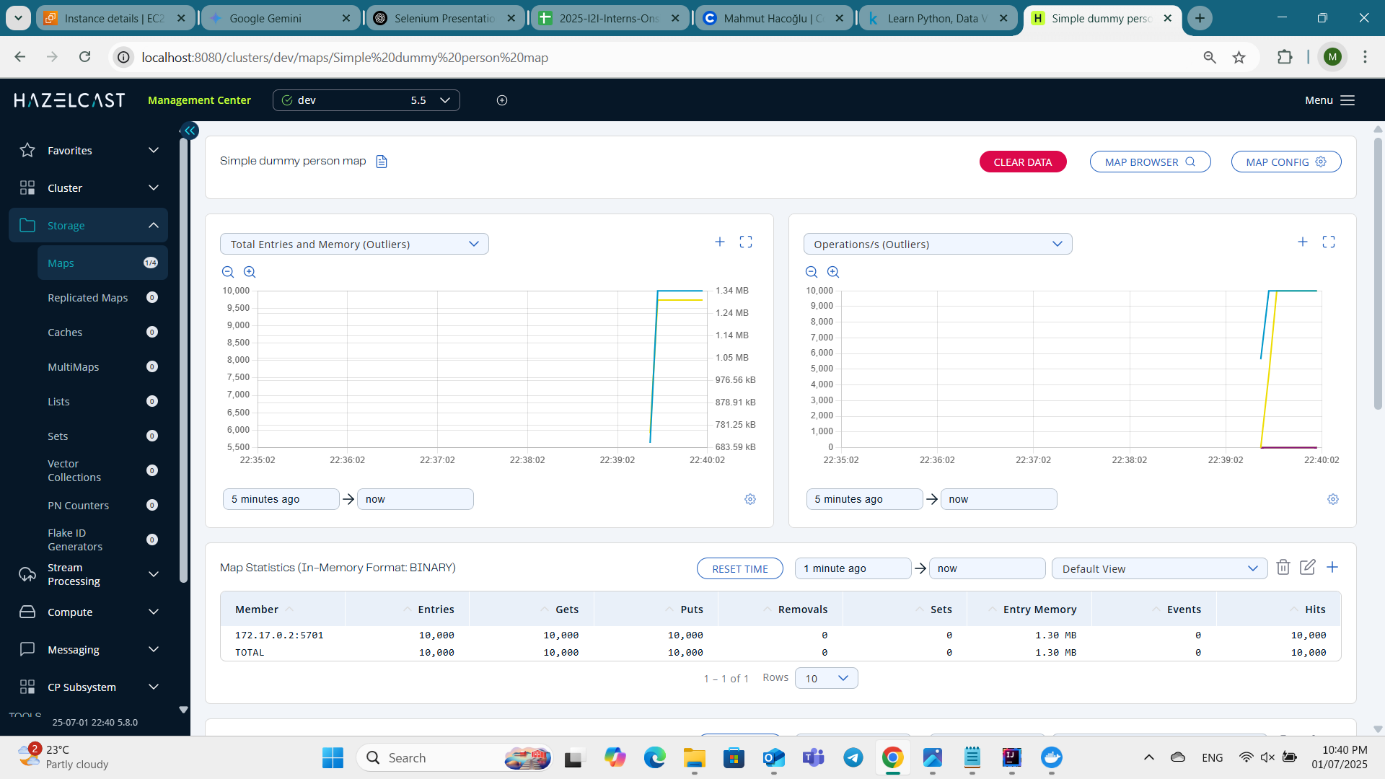 Instance details | EC2
Google Gemini
Selenium Presentatio
2025-I2I-Interns-Ons
Mahmut Hacoğlu | C
Learn Python, Data V
Simple dummy perso
localhost:8080/clusters/dev/maps/Simple%20dummy%20person%20map
M
HAZELCAST
Management Center
dev
5.5
Menu
Favorites
Cluster
Storage
Maps
1/4
Replicated Maps
0
Caches
0
MultiMaps
0
Lists
0
Sets
0
Vector
Collections
0
PN Counters
0
Flake ID
Generators
0
Stream
Processing
Compute
Messaging
CP Subsystem
TOOLS
25-07-01 22:40 5.8.0
Simple dummy person map
CLEAR DATA
MAP BROWSER
MAP CONFIG
Total Entries and Memory (Outliers)
10,000
9,500
9,000
8,500
8,000
7,500
7,000
6,500
6,000
5,500
1.34 MB
1.24 MB
1.14 MB
1.05 MB
976.56 kB
878.91 kB
781.25 kB
683.59 kB
22:35:02 22:36:02 22:37:02 22:38:02 22:39:02 22:40:02
5 minutes ago
now
Operations/s (Outliers)
10,000
9,000
8,000
7,000
6,000
5,000
4,000
3,000
2,000
1,000
0
22:35:02 22:36:02 22:37:02 22:38:02 22:39:02 22:40:02
5 minutes ago
now
Map Statistics (In-Memory Format: BINARY)
RESET TIME
1 minute ago
now
Default View
Member Entries Gets Puts Removals Sets Entry Memory Events Hits
172.17.0.2:5701 10,000 10,000 10,000 0 0 1.30 MB 0 10,000
TOTAL 10,000 10,000 10,000 0 0 1.30 MB 0 10,000
1 – 1 of 1 Rows 10
2
23°C
Partly cloudy
Search
ENG
10:40 PM
01/07/2025